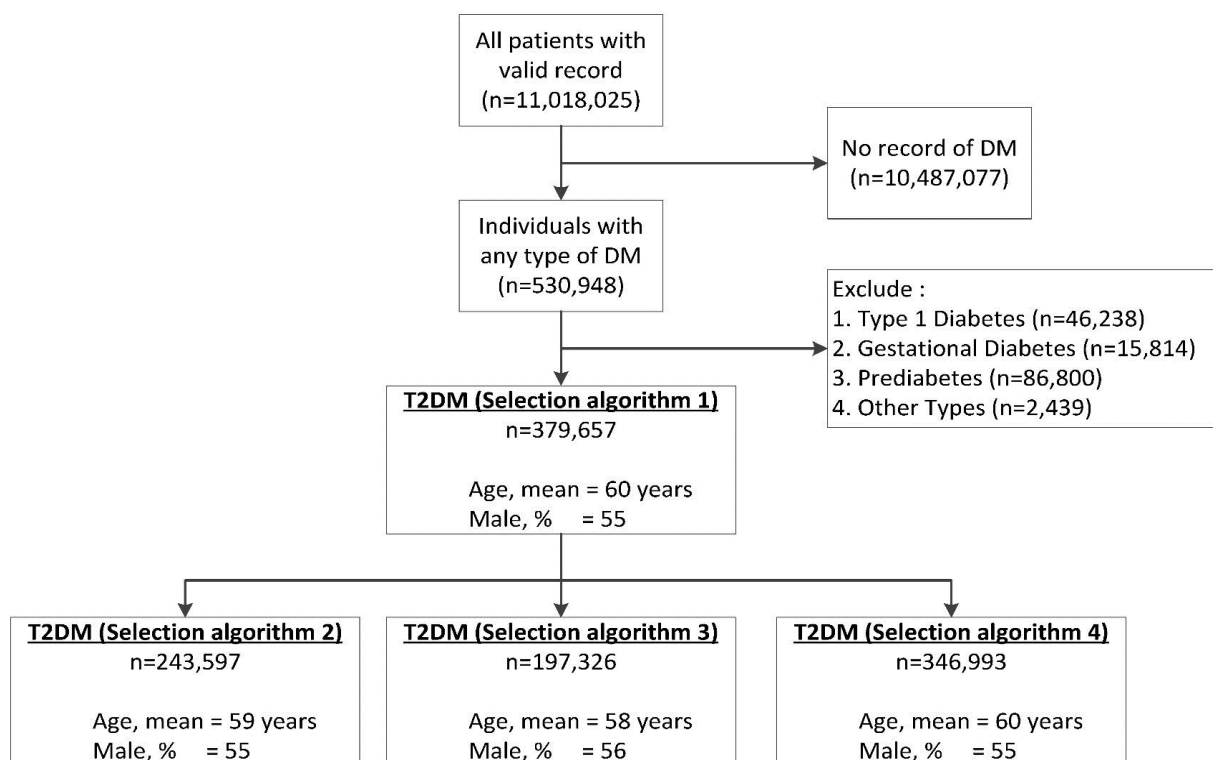 All patients with
valid record
(n=11,018,025)
No record of DM
(n=10,487,077)
Individuals with
any type of DM
(n=530,948)
Exclude :
1. Type 1 Diabetes (n=46,238)
2. Gestational Diabetes (n=15,814)
3. Prediabetes (n=86,800)
4. Other Types (n=2,439)
T2DM (Selection algorithm 1)
n=379,657
Age, mean = 60 years
Male, % = 55
T2DM (Selection algorithm 2)
n=243,597
Age, mean = 59 years
Male, % = 55
T2DM (Selection algorithm 3)
n=197,326
Age, mean = 58 years
Male, % = 56
T2DM (Selection algorithm 4)
n=346,993
Age, mean = 60 years
Male, % = 55